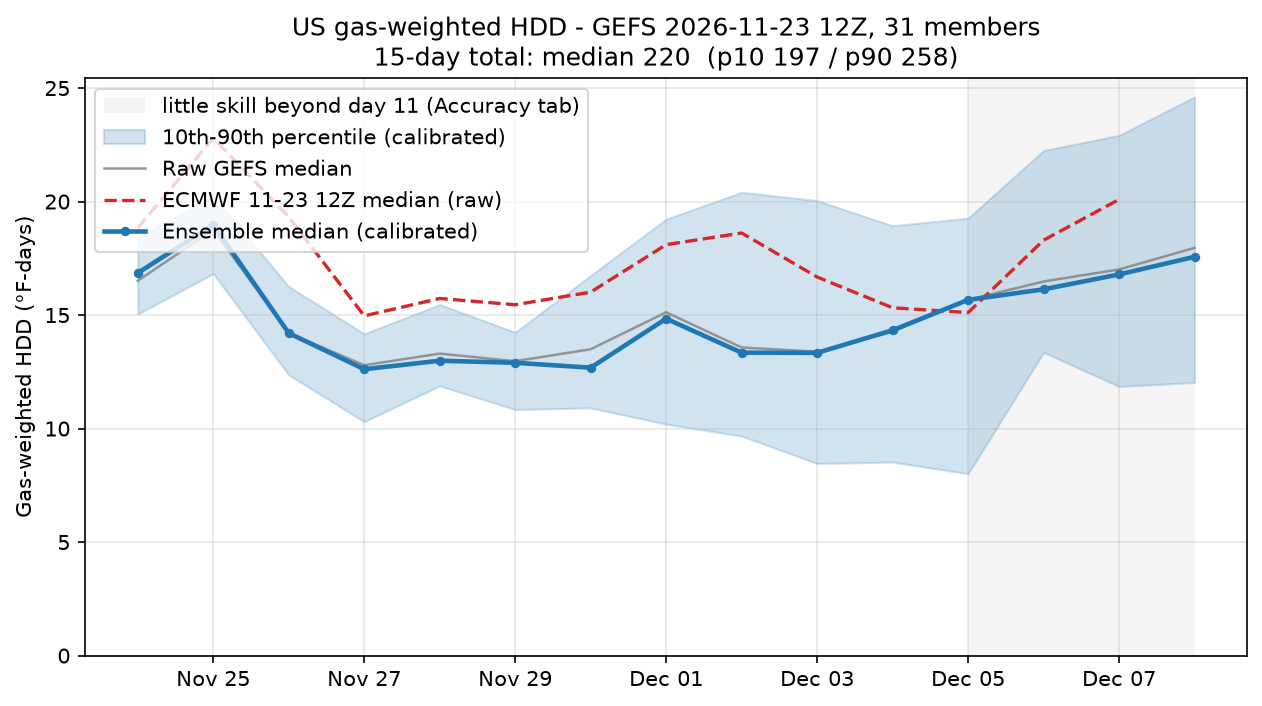 US gas-weighted HDD - GEFS 2026-11-23 12Z, 31 members
15-day total: median 220  (p10 197 / p90 258)
little skill beyond day 11 (Accuracy tab)
10th-90th percentile (calibrated)
Raw GEFS median
ECMWF 11-23 12Z median (raw)
Ensemble median (calibrated)
Gas-weighted HDD (°F-days)
25
20
15
10
5
0
Nov 25
Nov 27
Nov 29
Dec 01
Dec 03
Dec 05
Dec 07